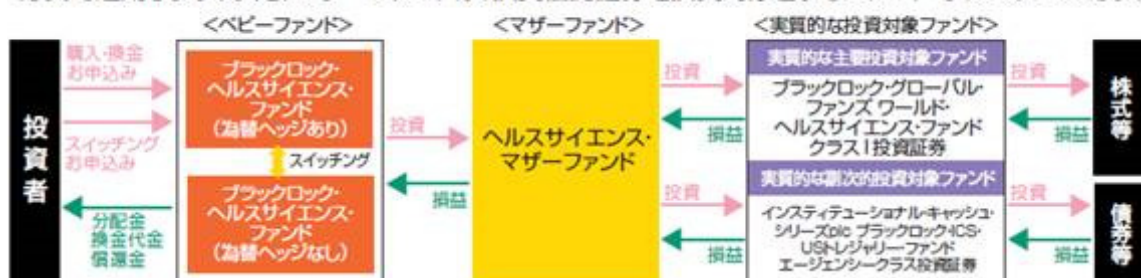 <ベビーファンド>
<マザーファンド>
<実質的な投資対象ファンド>
投資者
購入・換金
お申込み
スイッチング
お申込み
分配金
換金代金
償還金
ブラックロック・
ヘルスサイエンス・
ファンド
(為替ヘッジあり)
スイッチング
ブラックロック・
ヘルスサイエンス・
ファンド
(為替ヘッジなし)
投資
損益
ヘルスサイエンス・
マザーファンド
投資
損益
投資
損益
実質的な主要投資対象ファンド
ブラックロック・グローバル・
ファンズ ワールド・
ヘルスサイエンス・ファンド
クラスI投資証券
実質的な副次的投資対象ファンド
インスティテューショナル・キャッシュ・
シリーズplc ブラックロック・ICS・
USトレジャリー・ファンド
エージェンシークラス投資証券
投資
損益
投資
損益
株式等
債券等